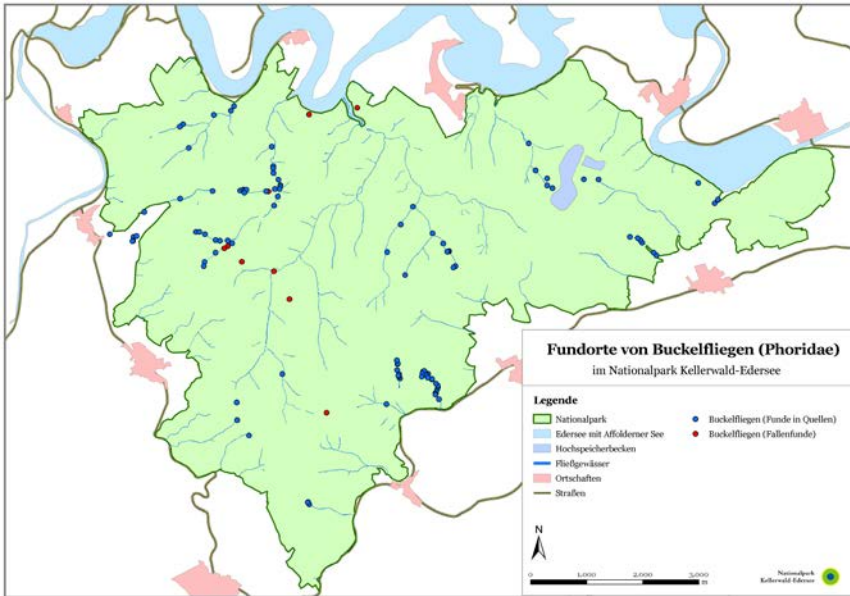 Fundorte von Buckelfliegen (Phoridae)
im Nationalpark Kellerwald-Edersee
Legende
Nationalpark
Edersee mit Affolderner See
Hochspeicherbecken
Fließgewässer
Ortschaften
Straßen
Buckelfliegen (Funde in Quellen)
Buckelfliegen (Fallenfunde)
N
0 1.000 2.000 3.000
m
Nationalpark
Kellerwald-Edersee